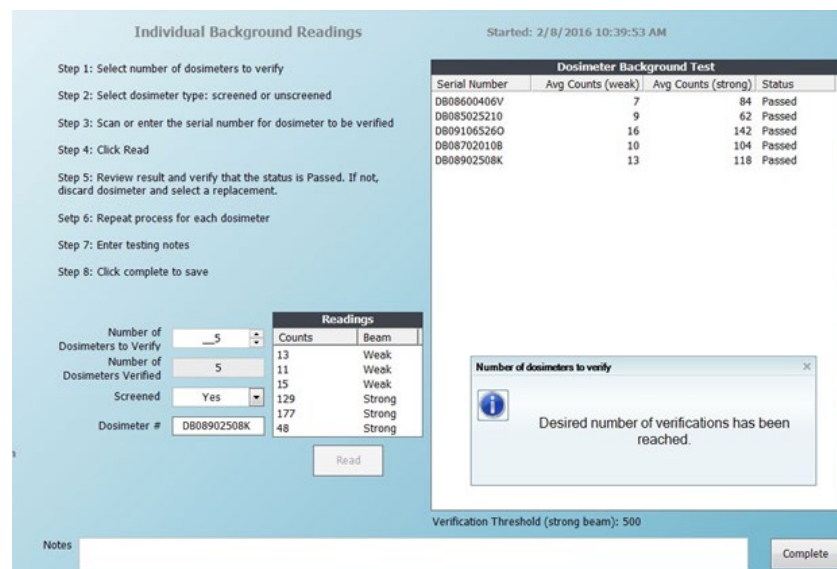 Individual Background Readings
Started: 2/8/2016 10:39:53 AM
Step 1: Select number of dosimeters to verify
Step 2: Select dosimeter type: screened or unscreened
Step 3: Scan or enter the serial number for dosimeter to be verified
Step 4: Click Read
Step 5: Review result and verify that the status is Passed. If not,
discard dosimeter and select a replacement.
Setp 6: Repeat process for each dosimeter
Step 7: Enter testing notes
Step 8: Click complete to save
Dosimeter Background Test
Serial Number Avg Counts (weak) Avg Counts (strong) Status
DB08600406V 7 84 Passed
DB085025210 9 62 Passed
DB09106526O 16 142 Passed
DB08702010B 10 104 Passed
DB08902508K 13 118 Passed
Number of
Dosimeters to Verify
__5
Number of
Dosimeters Verified
5
Screened Yes
Dosimeter # DB08902508K
Readings
Counts Beam
13 Weak
11 Weak
15 Weak
129 Strong
177 Strong
48 Strong
Read
Number of dosimeters to verify
Desired number of verifications has been
reached.
Verification Threshold (strong beam): 500
Notes
Complete